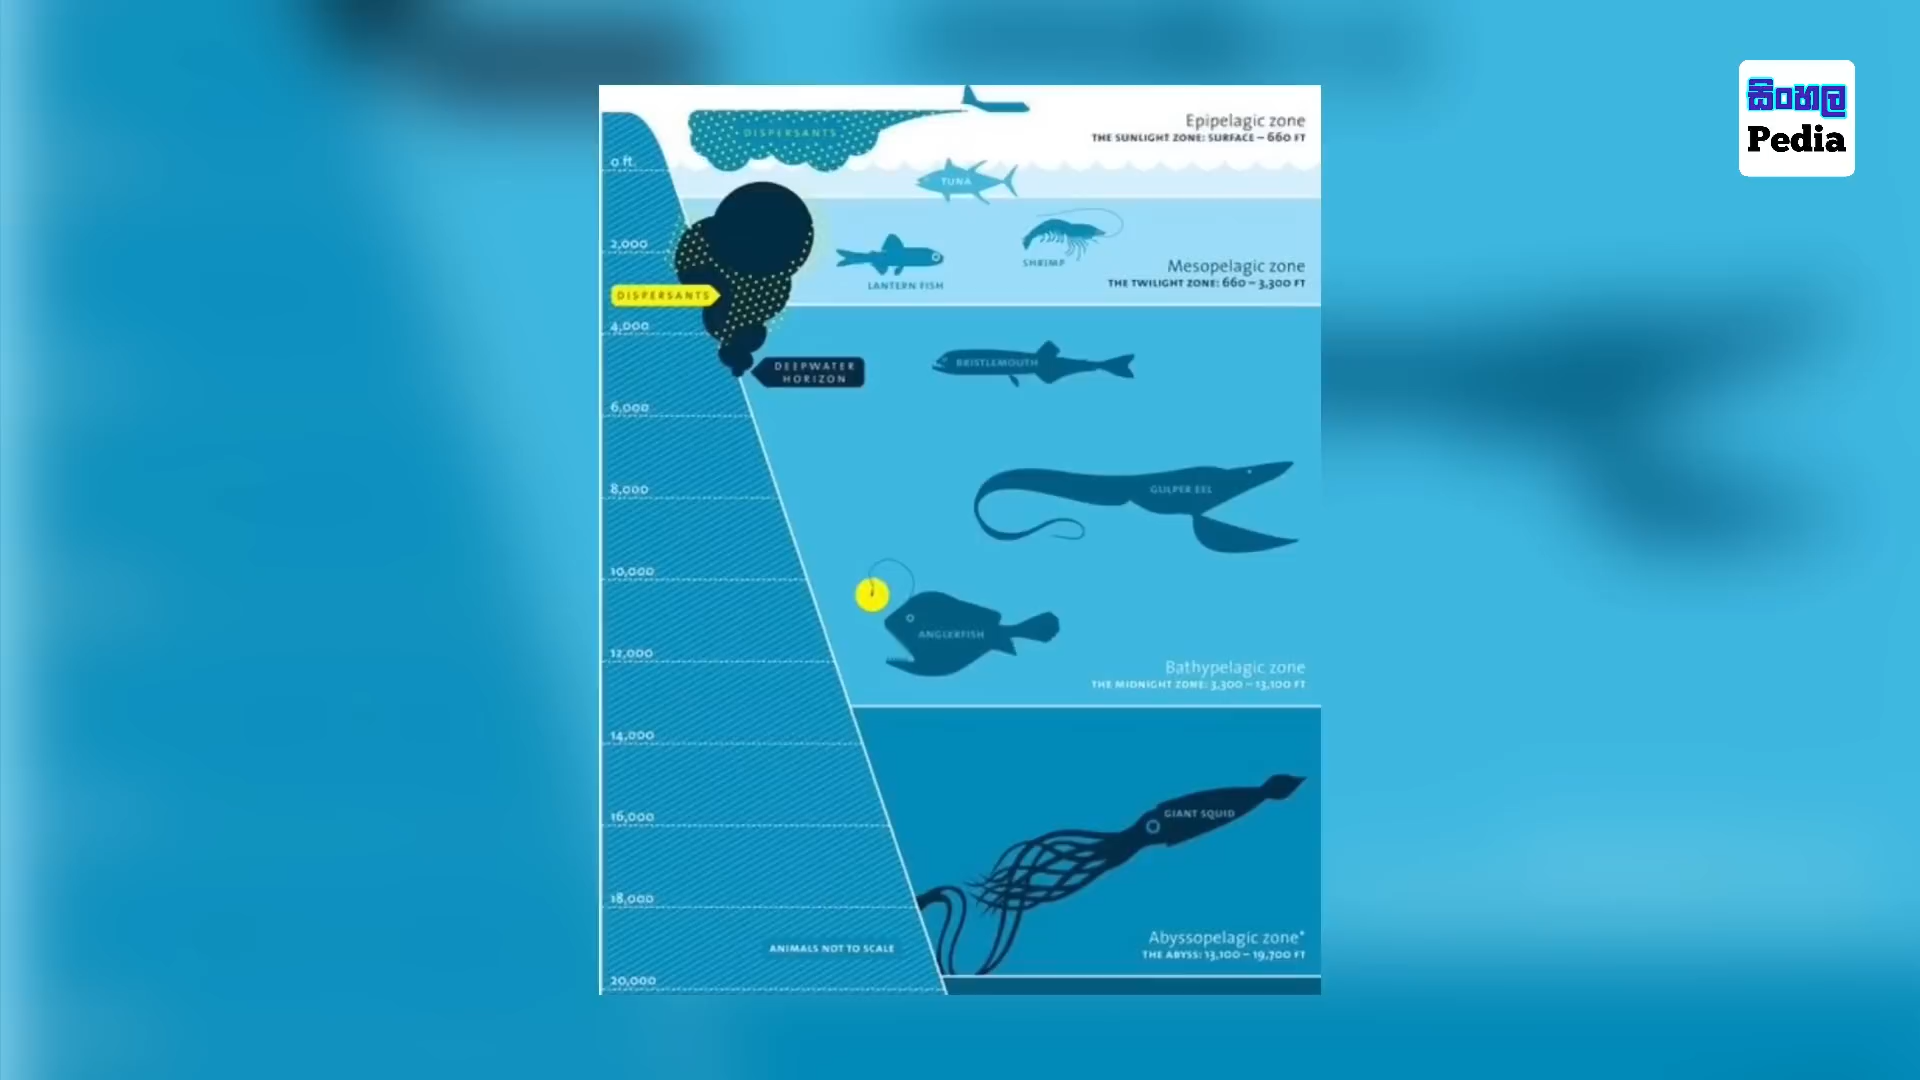 සිංහල
Pedia
Epipelagic zone
THE SUNLIGHT ZONE: SURFACE – 660 FT
DISPERSANTS
0 ft.
TUNA
2,000
SHRIMP
LANTERN FISH
Mesopelagic zone
THE TWILIGHT ZONE: 660 – 3,300 FT
DISPERSANTS
4,000
DEEPWATER
HORIZON
BRISTLEMOUTH
6,000
8,000
GULPER EEL
10,000
ANGLERFISH
12,000
Bathypelagic zone
THE MIDNIGHT ZONE: 3,300 – 13,100 FT
14,000
16,000
GIANT SQUID
18,000
Abyssopelagic zone*
THE ABYSS: 13,100 – 19,700 FT
ANIMALS NOT TO SCALE
20,000